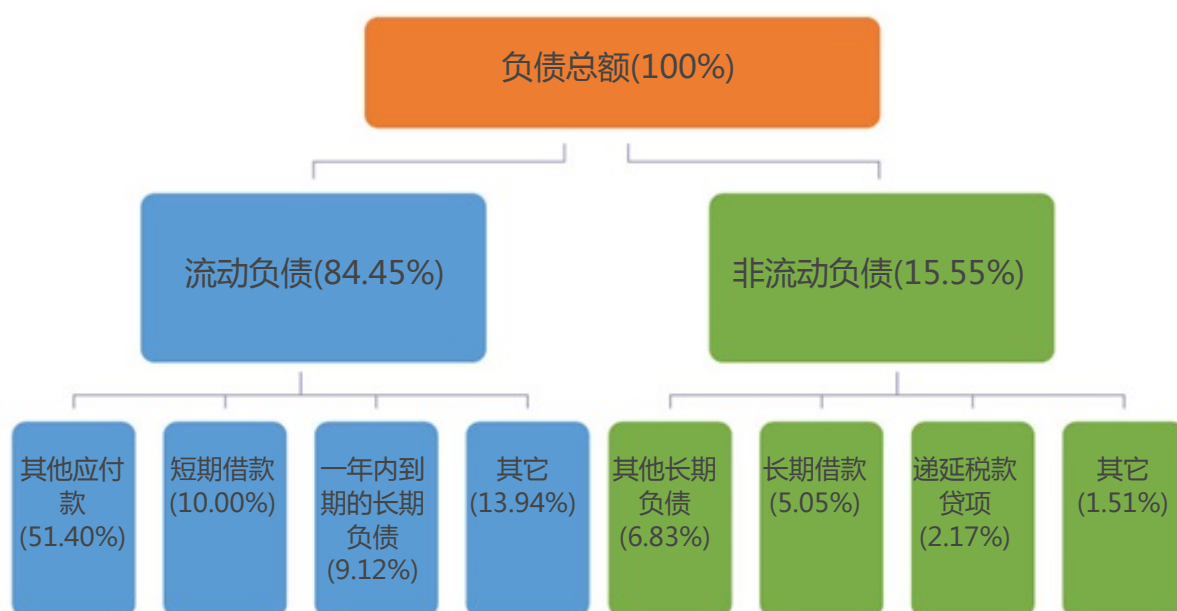 负债总额(100%)
流动负债(84.45%)
非流动负债(15.55%)
其他应付
款
(51.40%)
短期借款
(10.00%)
一年内到
期的长期
负债
(9.12%)
其它
(13.94%)
其他长期
负债
(6.83%)
长期借款
(5.05%)
递延税款
贷项
(2.17%)
其它
(1.51%)